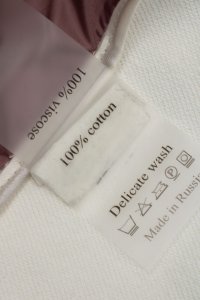 100% viscose
100% cotton
Delicate wash
Made in Russia